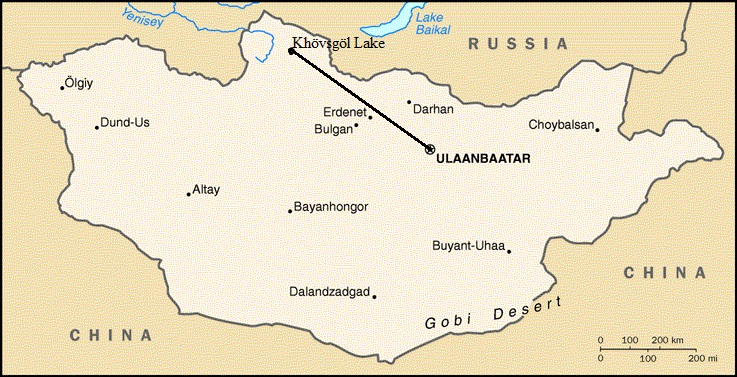 Yenisey
Lake
Baikal
Khövsgöl Lake
RUSSIA
Ölgiy
Darhan
Erdenet
Dund-Us
Bulgan
Choybalsan
ULAANBAATAR
Altay
Bayanhongor
Buyant-Uhaa
CHINA
Dalandzadgad
Gobi Desert
CHINA
0 100 200 km
0 100 200 mi